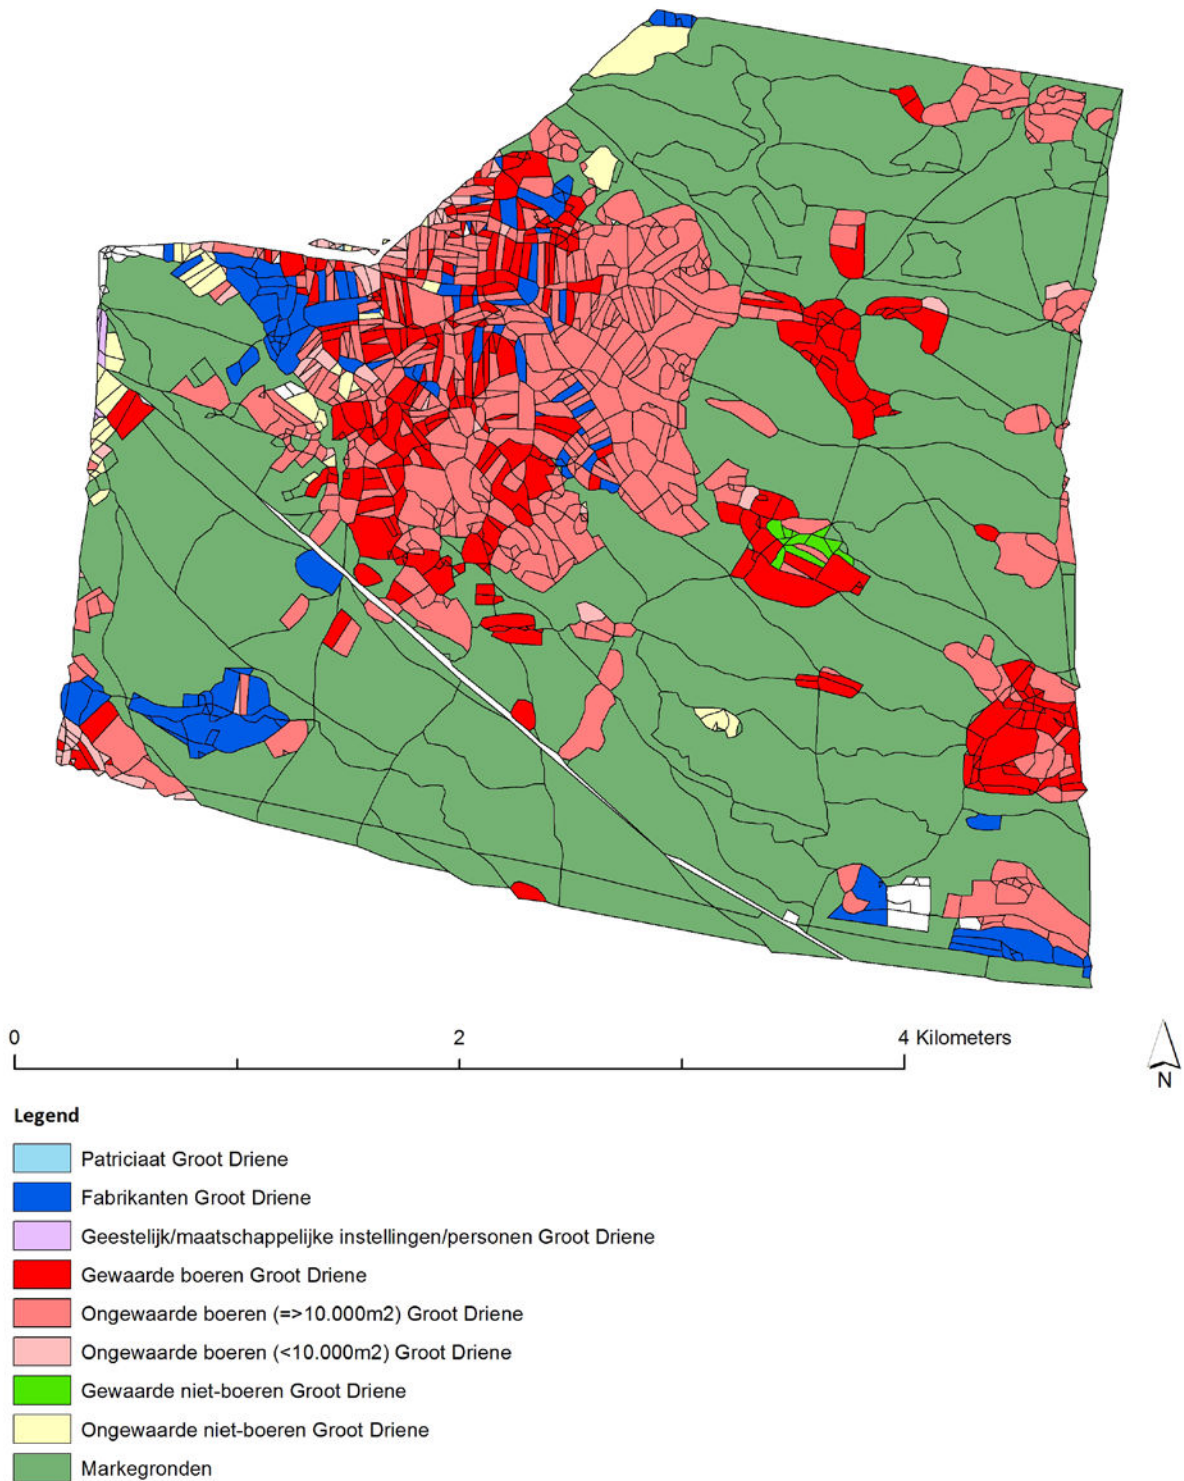 0 2 4 Kilometers
N
Legend
Patriciaat Groot Driene
Fabrikanten Groot Driene
Geestelijk/maatschappelijke instellingen/personen Groot Driene
Gewaarde boeren Groot Driene
Ongewaarde boeren (=>10.000m2) Groot Driene
Ongewaarde boeren (<10.000m2) Groot Driene
Gewaarde niet-boeren Groot Driene
Ongewaarde niet-boeren Groot Driene
Markegronden